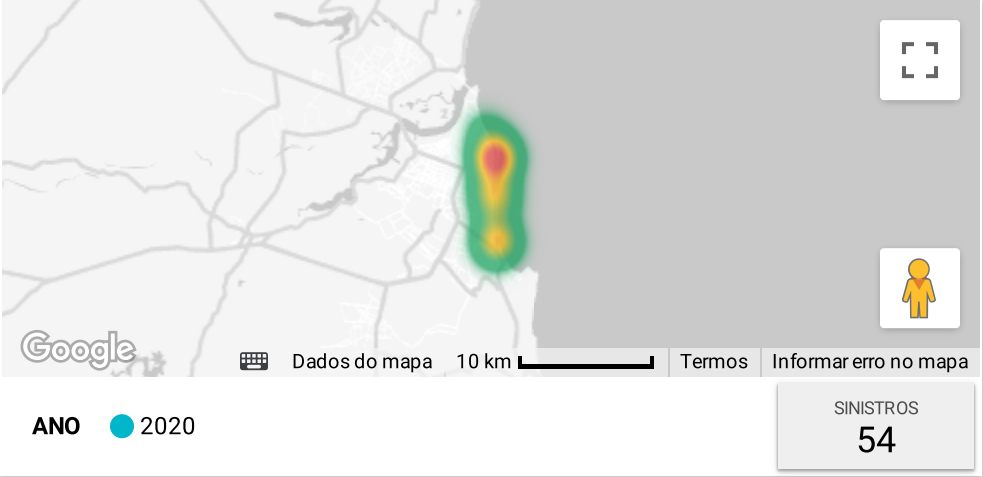 Google
Dados do mapa 10 km Termos Informar erro no mapa
ANO 2020
SINISTROS
54